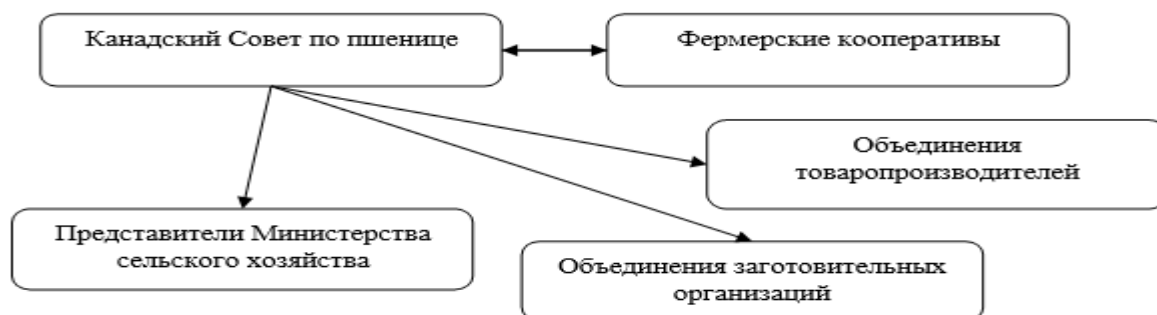 Канадский Совет по пшенице
Фермерские кооперативы
Объединения
товаропроизводителей
Представители Министерства
сельского хозяйства
Объединения заготовительных
организаций